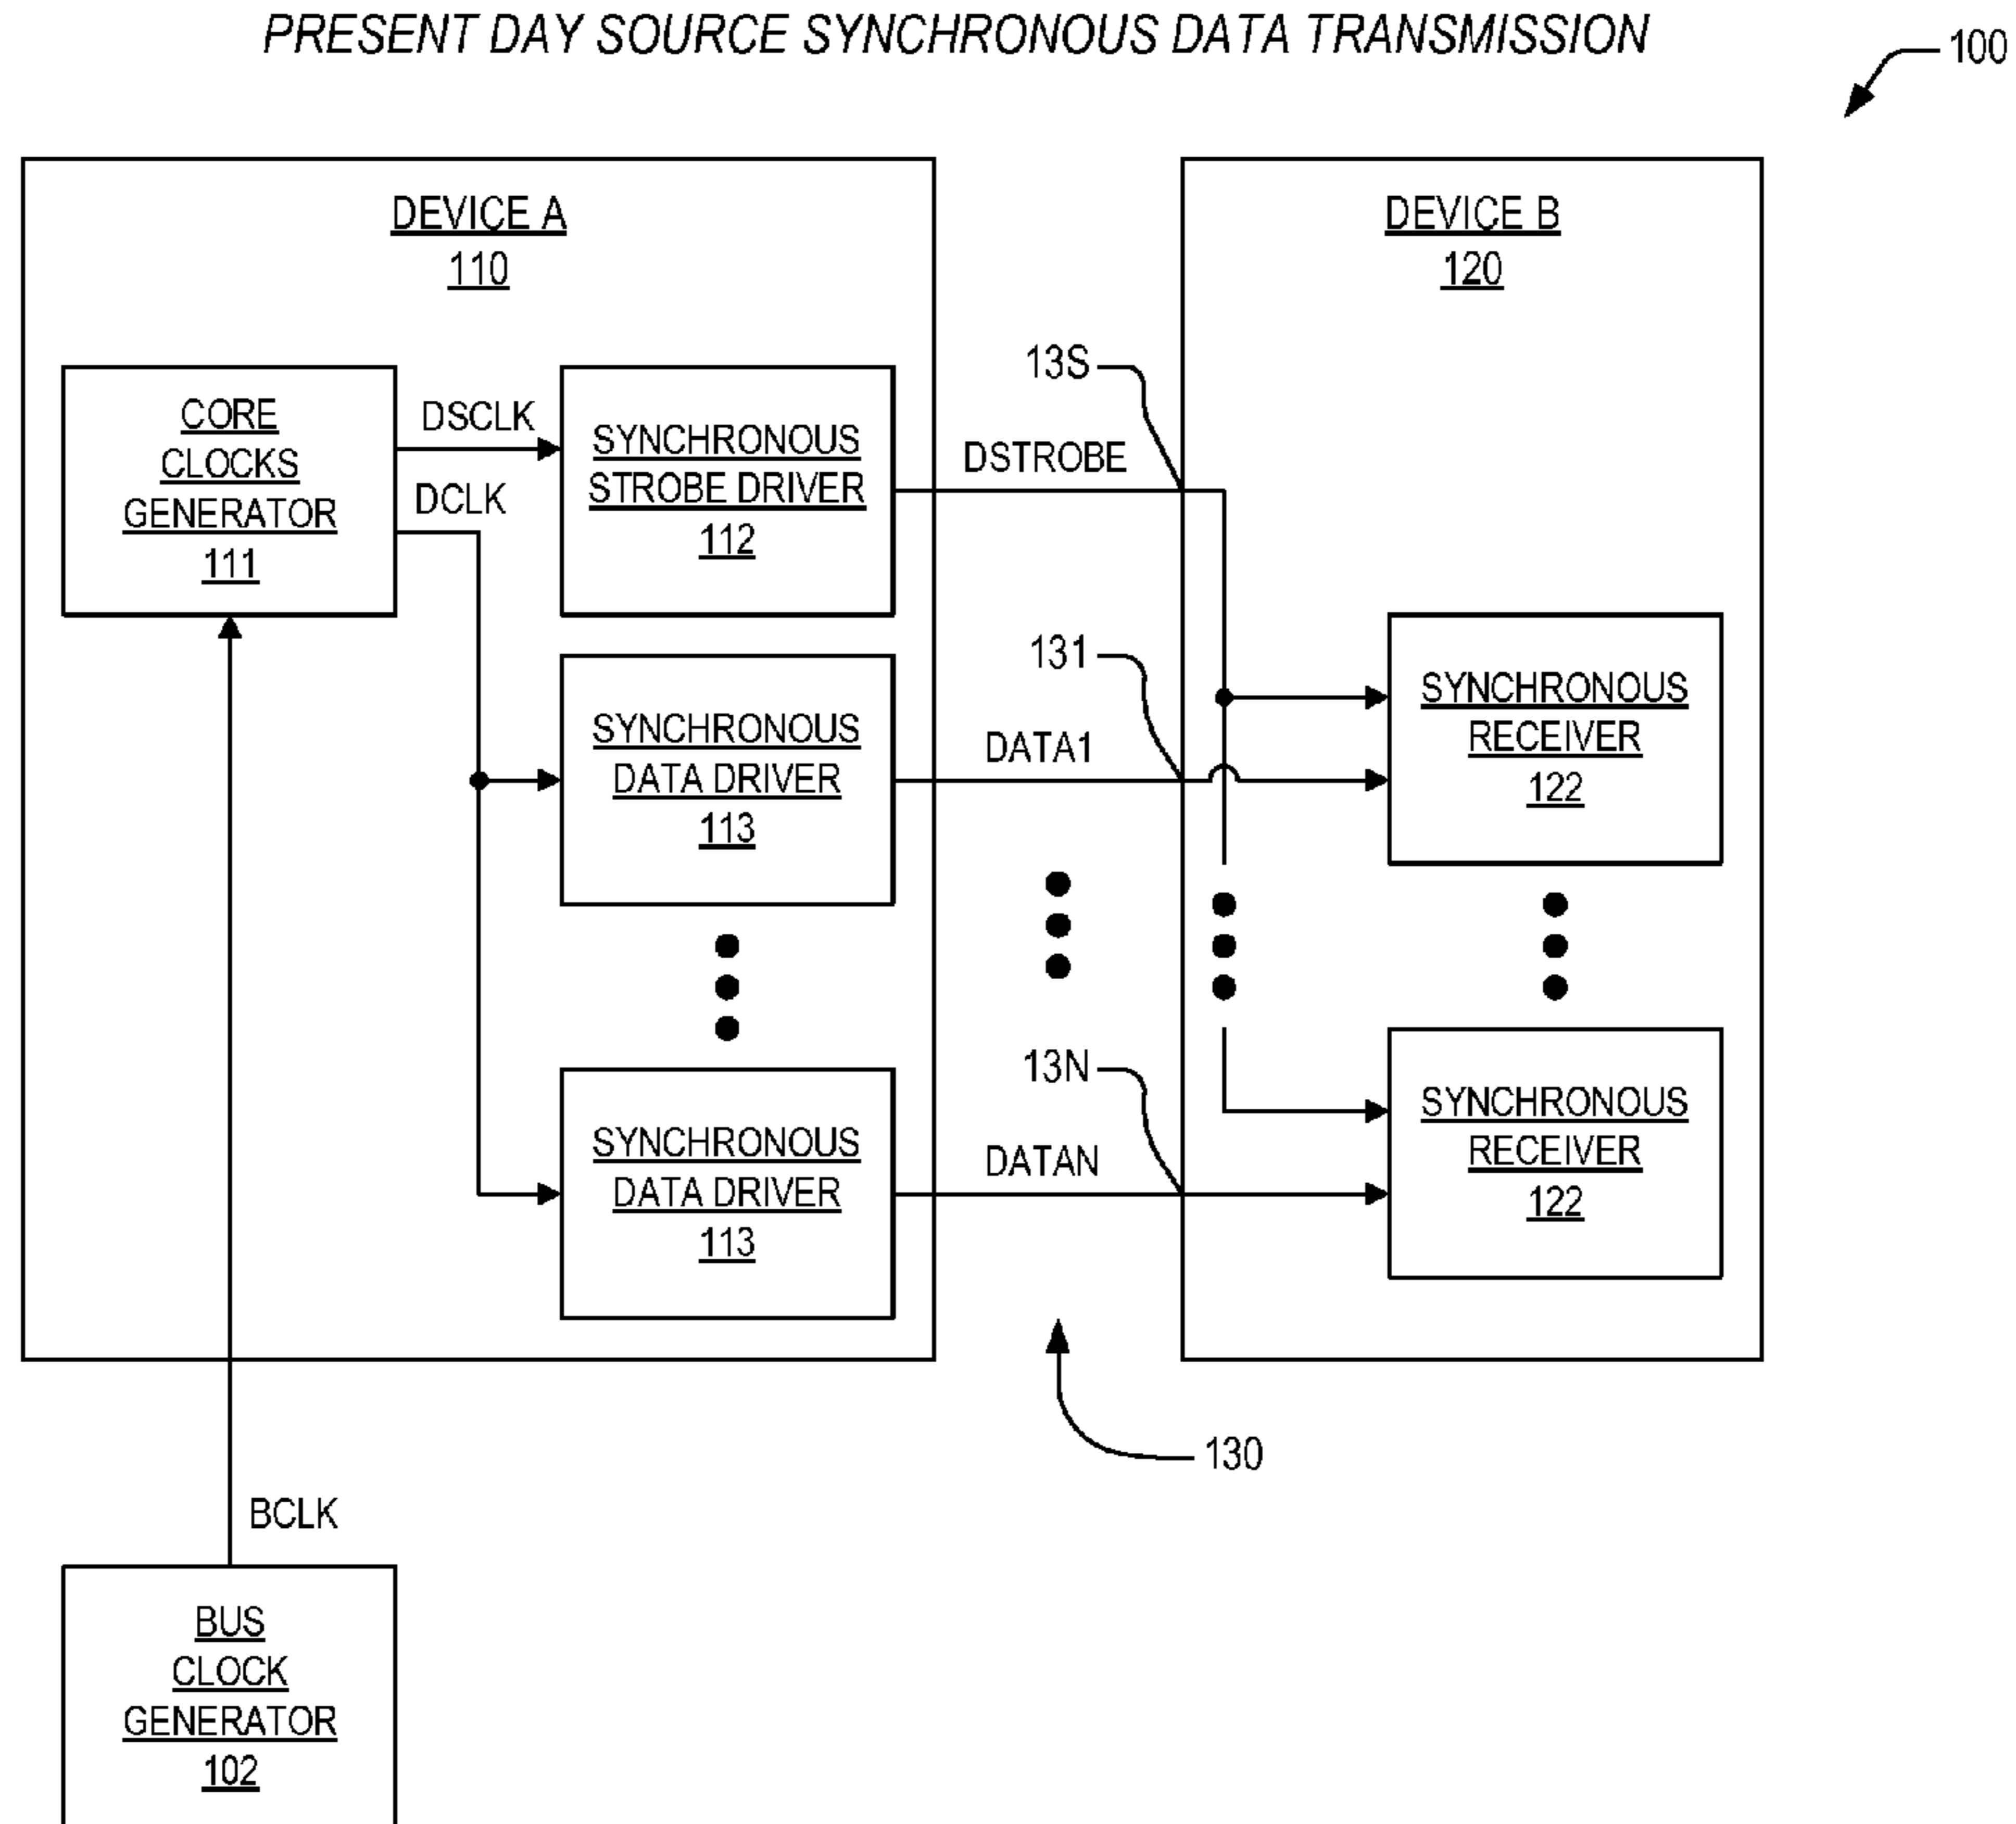 PRESENT DAY SOURCE SYNCHRONOUS DATA TRANSMISSION
100
DEVICE A
110
DEVICE B
120
CORE
CLOCKS
GENERATOR
111
DSCLK
DCLK
SYNCHRONOUS
STROBE DRIVER
112
DSTROBE
13S
SYNCHRONOUS
DATA DRIVER
113
DATA1
131
SYNCHRONOUS
RECEIVER
122
SYNCHRONOUS
DATA DRIVER
113
DATAN
13N
SYNCHRONOUS
RECEIVER
122
130
BCLK
BUS
CLOCK
GENERATOR
102